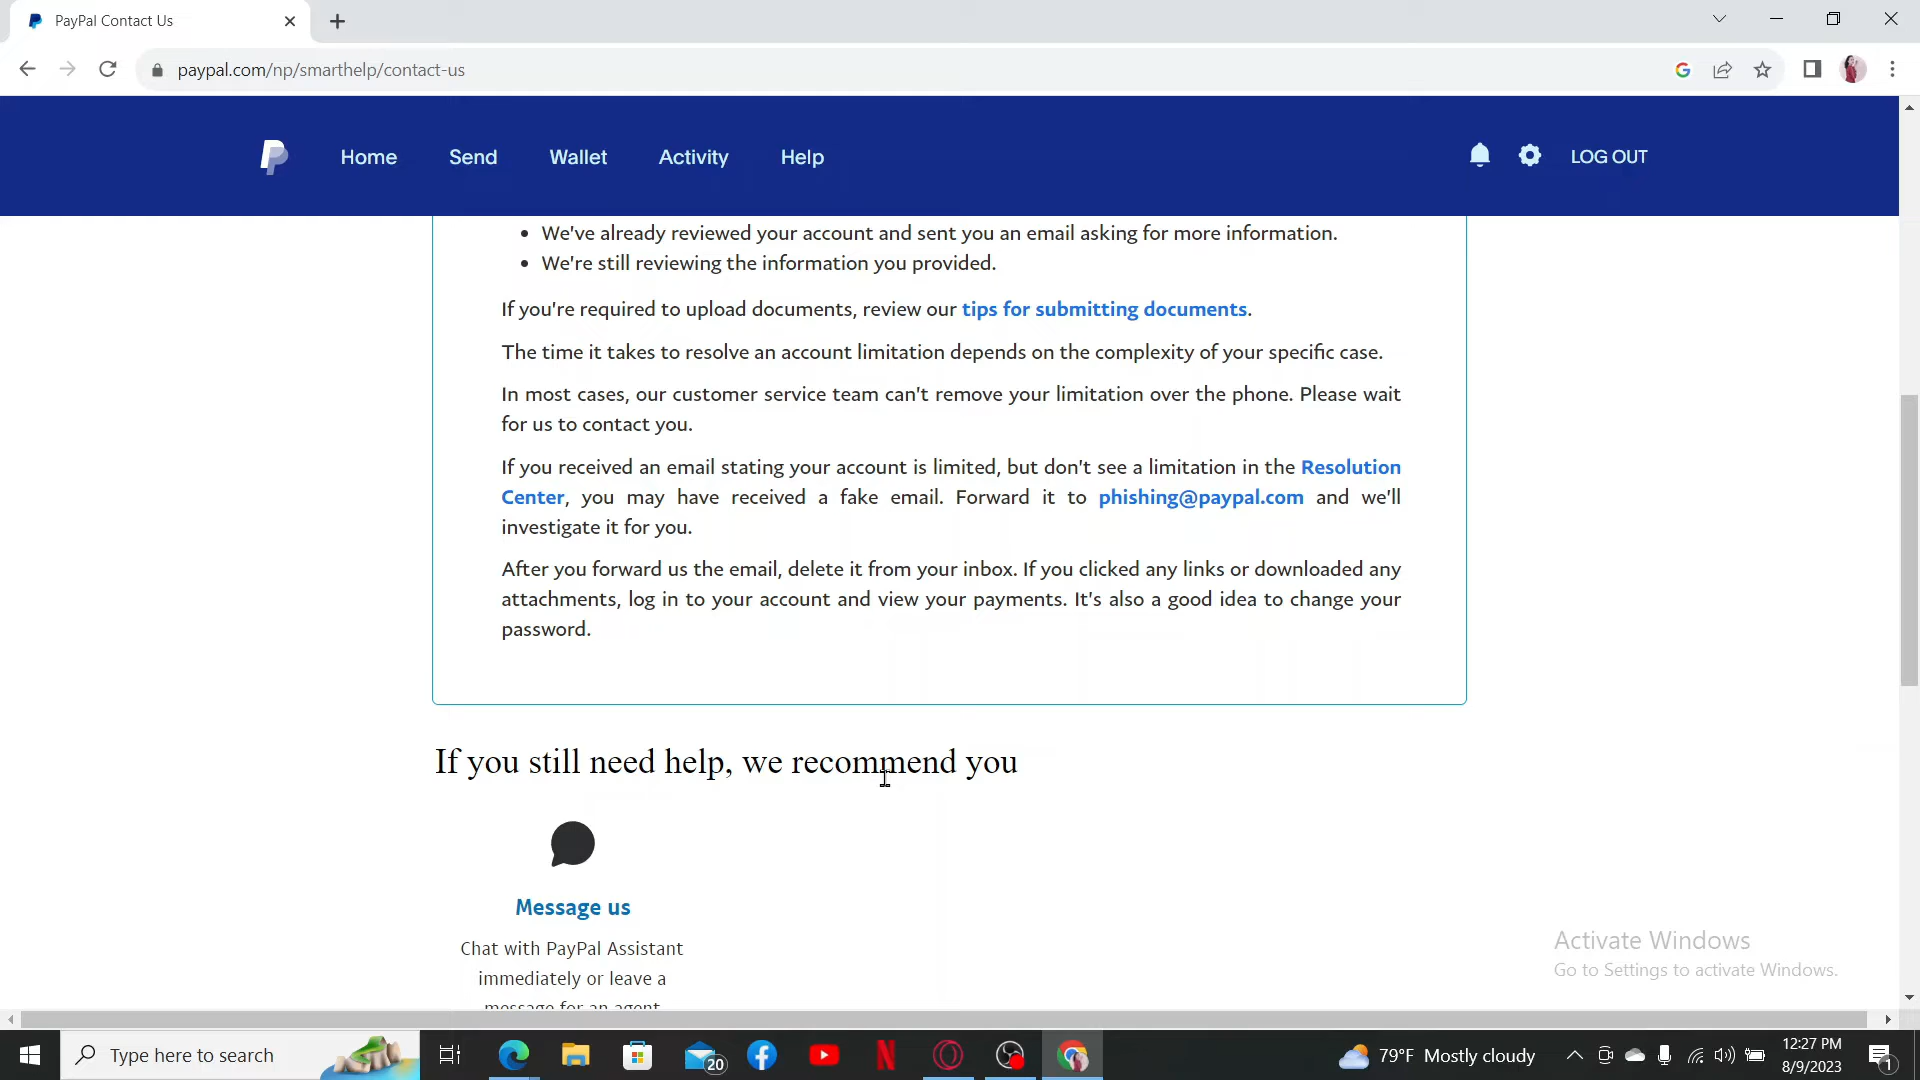 PayPal Contact Us
paypal.com/np/smarthelp/contact-us
Home Send Wallet Activity Help LOG OUT
• We've already reviewed your account and sent you an email asking for more information.
• We're still reviewing the information you provided.
If you're required to upload documents, review our tips for submitting documents.
The time it takes to resolve an account limitation depends on the complexity of your specific case.
In most cases, our customer service team can't remove your limitation over the phone. Please wait
for us to contact you.
If you received an email stating your account is limited, but don't see a limitation in the Resolution
Center, you may have received a fake email. Forward it to phishing@paypal.com and we'll
investigate it for you.
After you forward us the email, delete it from your inbox. If you clicked any links or downloaded any
attachments, log in to your account and view your payments. It's also a good idea to change your
password.
If you still need help, we recommend you
Message us
Chat with PayPal Assistant
immediately or leave a
message for an agent
Activate Windows
Go to Settings to activate Windows.
Type here to search
20
79°F Mostly cloudy
12:27 PM
8/9/2023
1